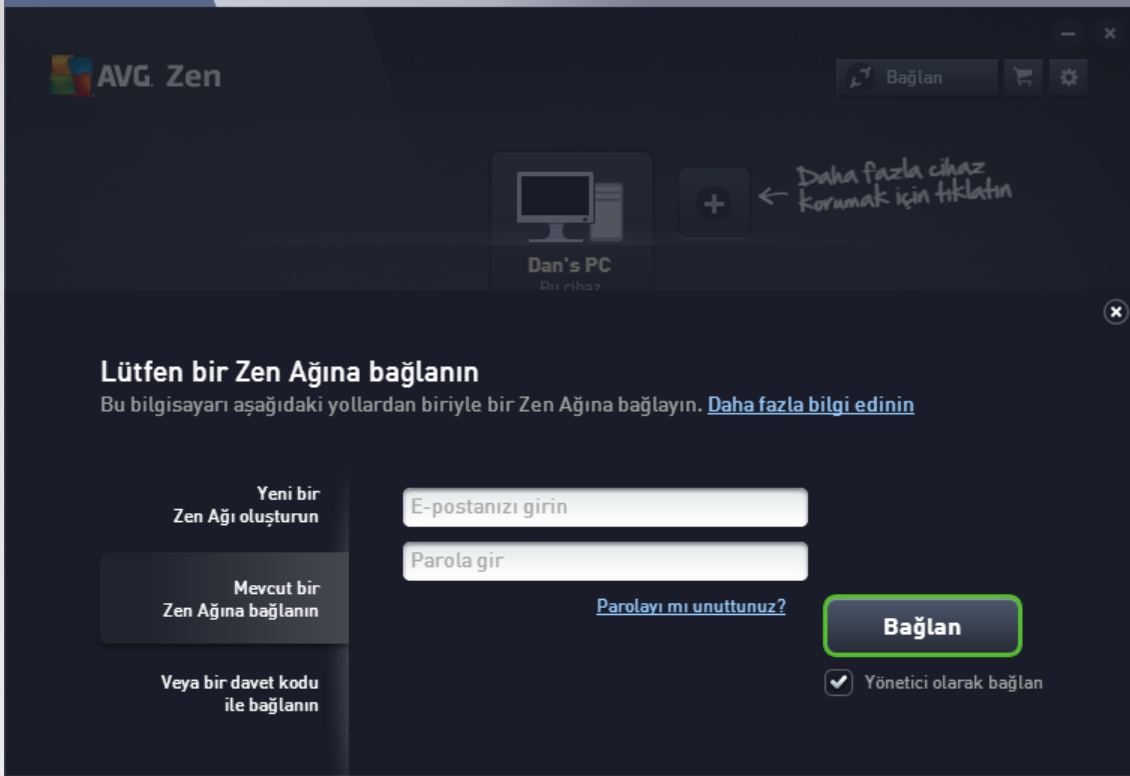 AVG. Zen
Bağlan
Daha fazla cihaz
korumak için tıklatın
Dan's PC
Bu cihaz
Lütfen bir Zen Ağına bağlanın
Bu bilgisayarı aşağıdaki yollardan biriyle bir Zen Ağına bağlayın. Daha fazla bilgi edinin
Yeni bir
Zen Ağı oluşturun
Mevcut bir
Zen Ağına bağlanın
Veya bir davet kodu
ile bağlanın
E-postanızı girin
Parola gir
Parolayı mı unuttunuz?
Bağlan
Yönetici olarak bağlan